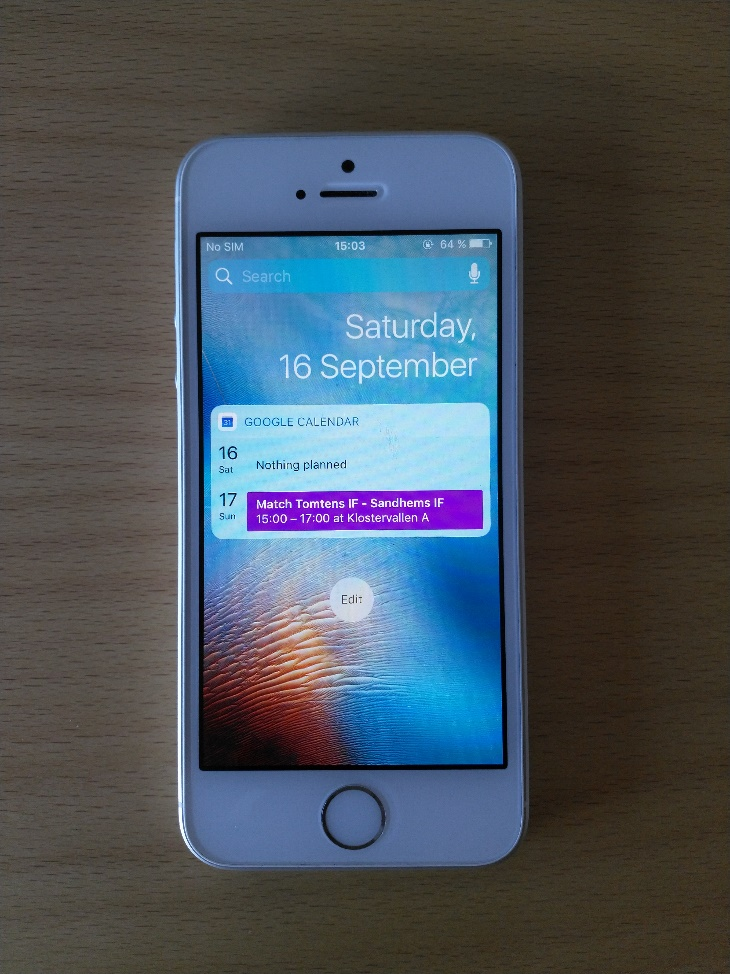 No SIM 15:03 64 %
Search
Saturday,
16 September
31 GOOGLE CALENDAR
16
Sat
Nothing planned
17
Sun
Match Tomtens IF - Sandhems IF
15:00 – 17:00 at Klostervallen A
Edit